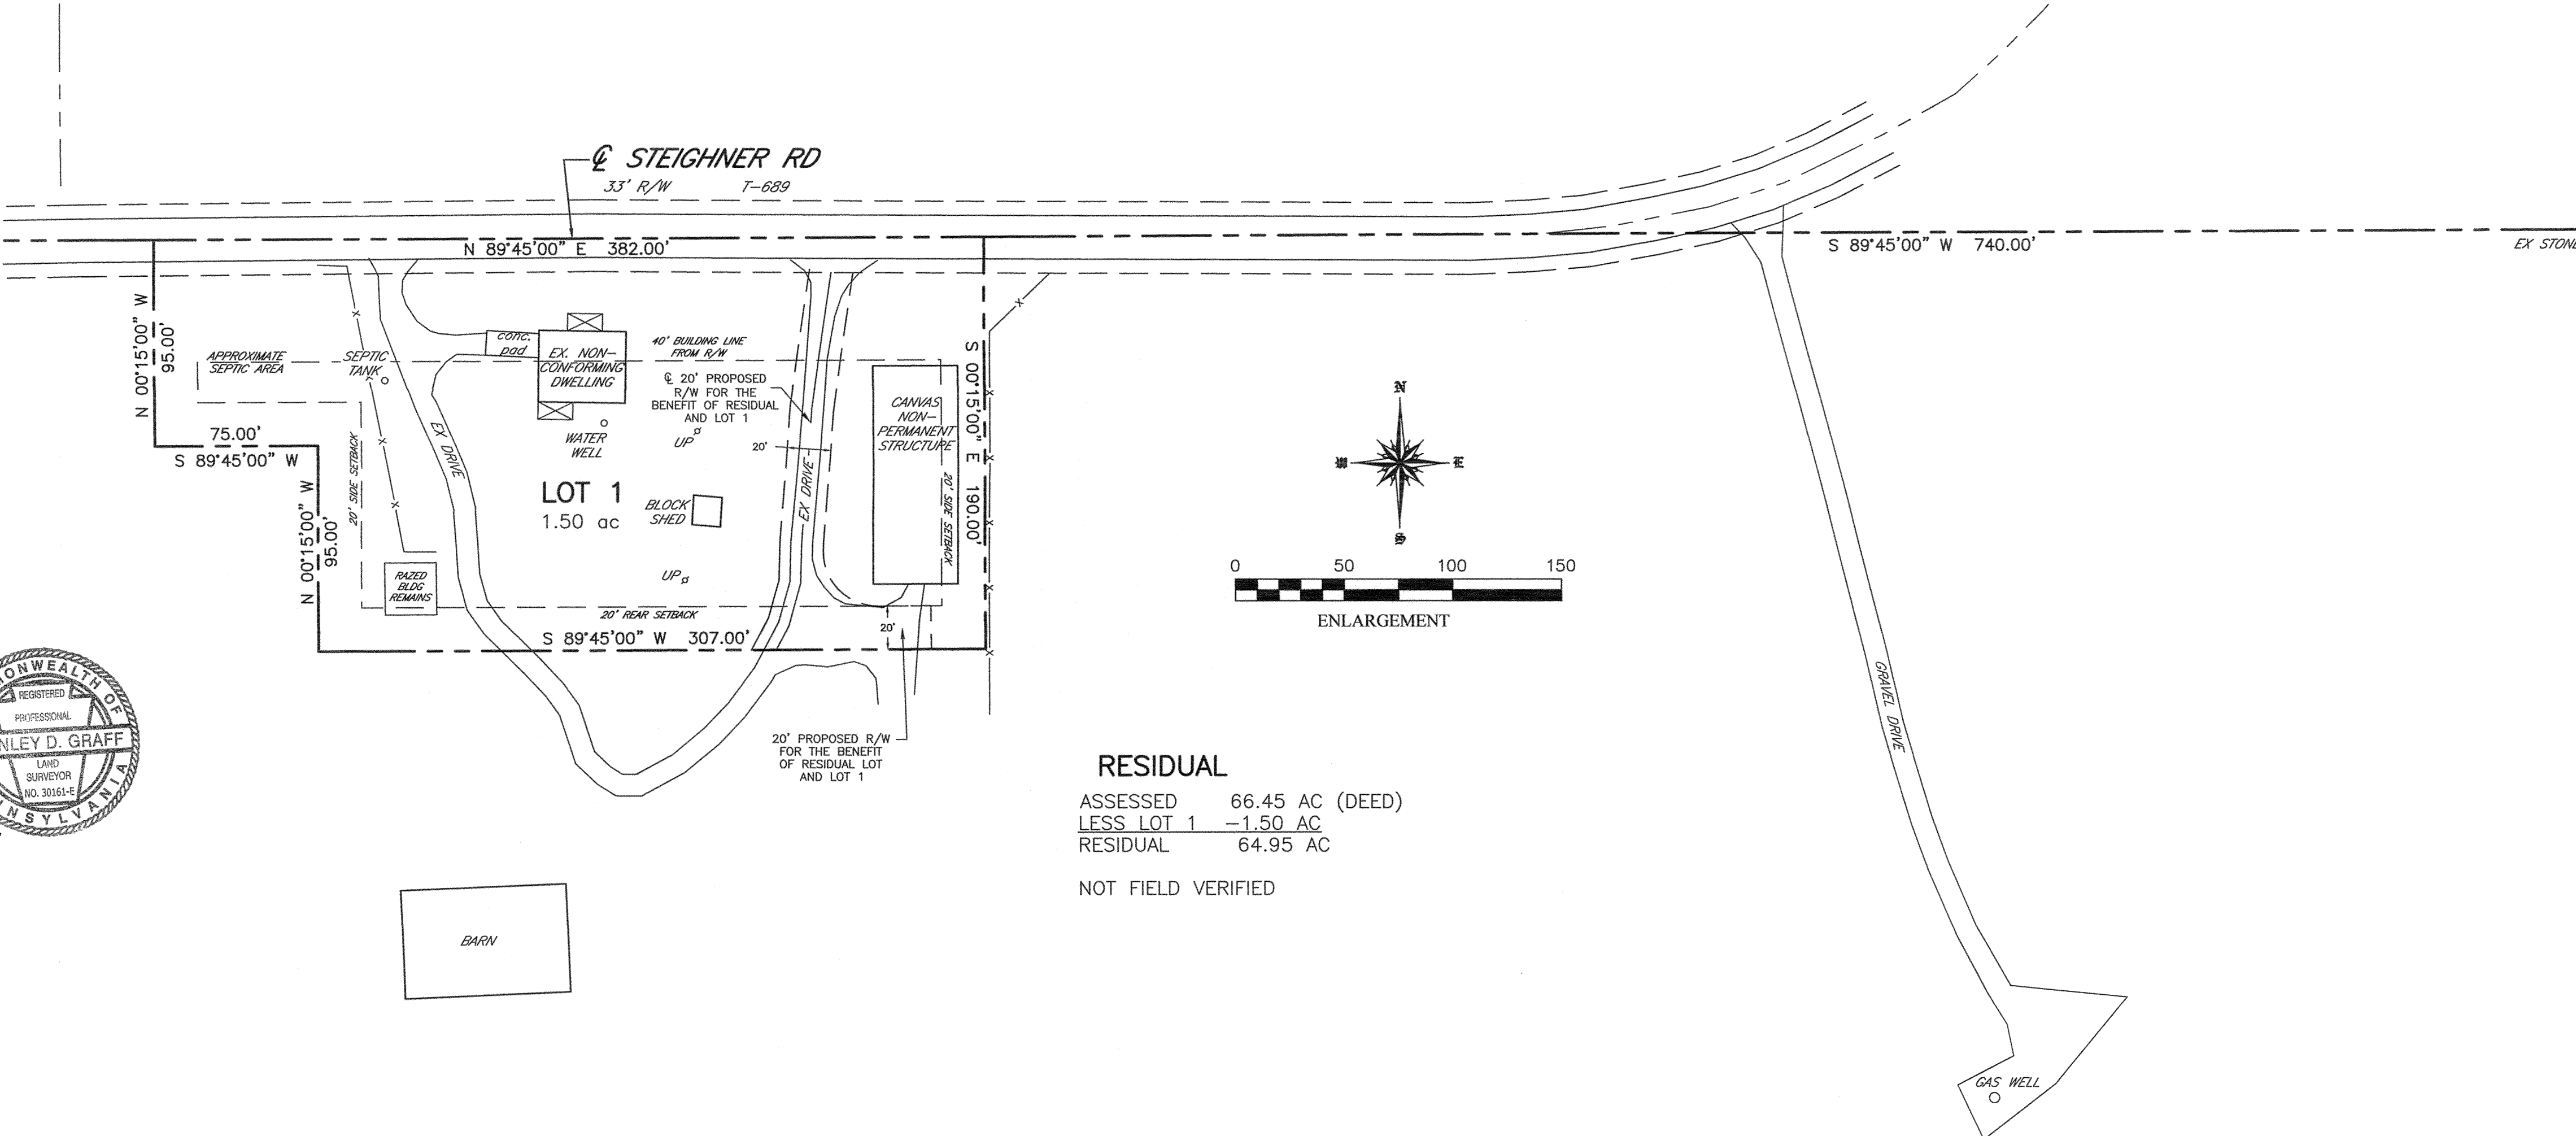 ℄ STEIGHNER RD
33' R/W T-689
N 89°45'00" E 382.00'
S 89°45'00" W 740.00'
EX STONE
N 00°15'00" W
95.00'
APPROXIMATE
SEPTIC AREA
SEPTIC
TANK
conc.
pad
EX. NON-
CONFORMING
DWELLING
40' BUILDING LINE
FROM R/W
℄ 20' PROPOSED
R/W FOR THE
BENEFIT OF RESIDUAL
AND LOT 1
CANVAS
NON-
PERMANENT
STRUCTURE
S 00°15'00" E 190.00'
20' SIDE SETBACK
75.00'
S 89°45'00" W
20' SIDE SETBACK
EX DRIVE
WATER
WELL
UP
20'
EX DRIVE
LOT 1
1.50 ac
BLOCK
SHED
N 00°15'00" W
95.00'
RAZED
BLDG
REMAINS
UP
20' REAR SETBACK
20'
S 89°45'00" W 307.00'
N
E
S
0 50 100 150
ENLARGEMENT
GRAVEL DRIVE
ONWEALTH OF
REGISTERED
PROFESSIONAL
NLEY D. GRAFF
LAND
SURVEYOR
NO. 30161-E
NSYLVANIA
20' PROPOSED R/W
FOR THE BENEFIT
OF RESIDUAL LOT
AND LOT 1
RESIDUAL
ASSESSED 66.45 AC (DEED)
LESS LOT 1 -1.50 AC
RESIDUAL 64.95 AC
NOT FIELD VERIFIED
BARN
GAS WELL